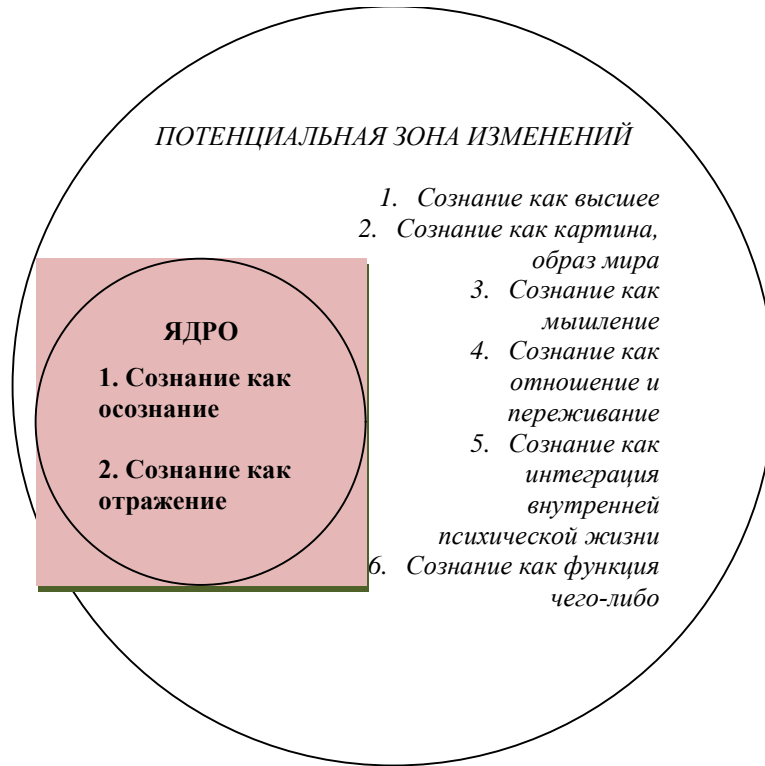 ПОТЕНЦИАЛЬНАЯ ЗОНА ИЗМЕНЕНИЙ
1. Сознание как высшее
2. Сознание как картина,
образ мира
3. Сознание как
мышление
4. Сознание как
отношение и
переживание
5. Сознание как
интеграция
внутренней
психической жизни
6. Сознание как функция
чего-либо
ЯДРО
1. Сознание как
осознание
2. Сознание как
отражение